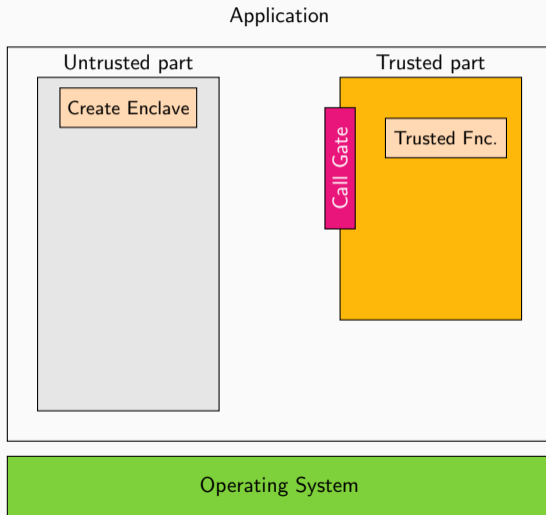 Application
Untrusted part
Trusted part
Create Enclave
Call Gate
Trusted Fnc.
Operating System